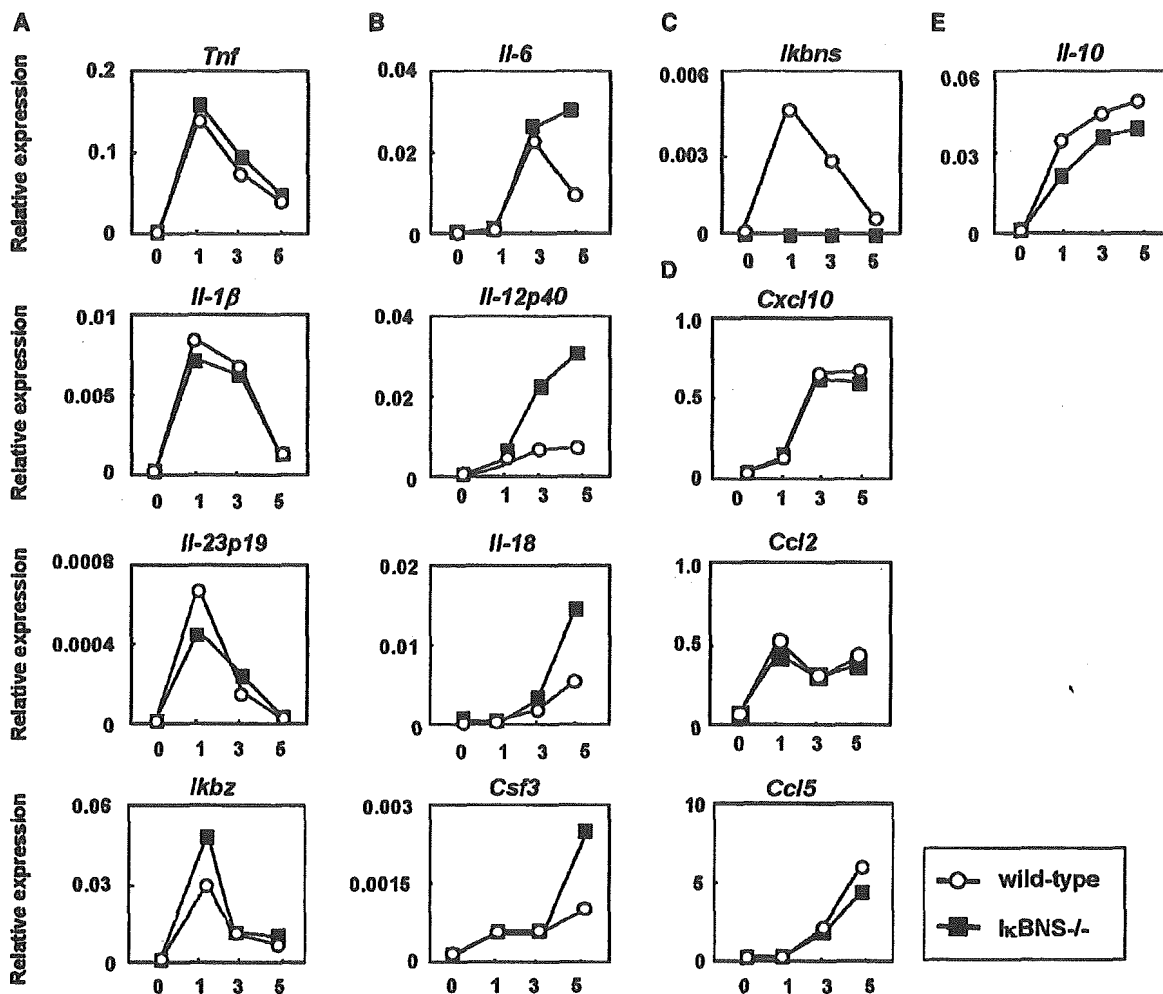 A
B
C
E
Tnf
Il-6
Ikbns
Il-10
Relative expression
0.2
0.1
0
0 1 3 5
0.04
0.02
0
0 1 3 5
0.006
0.003
0
0 1 3 5
0.06
0.03
0
0 1 3 5
D
Il-1β
Il-12p40
Cxcl10
Relative expression
0.01
0.005
0
0 1 3 5
0.04
0.02
0
0 1 3 5
1.0
0.5
0
0 1 3 5
Il-23p19
Il-18
Ccl2
Relative expression
0.0008
0.0004
0
0 1 3 5
0.02
0.01
0
0 1 3 5
1.0
0.5
0
0 1 3 5
Ikbz
Csf3
Ccl5
Relative expression
0.06
0.03
0
0 1 3 5
0.003
0.0015
0
0 1 3 5
10
5
0
0 1 3 5
wild-type
IκBNS-/-